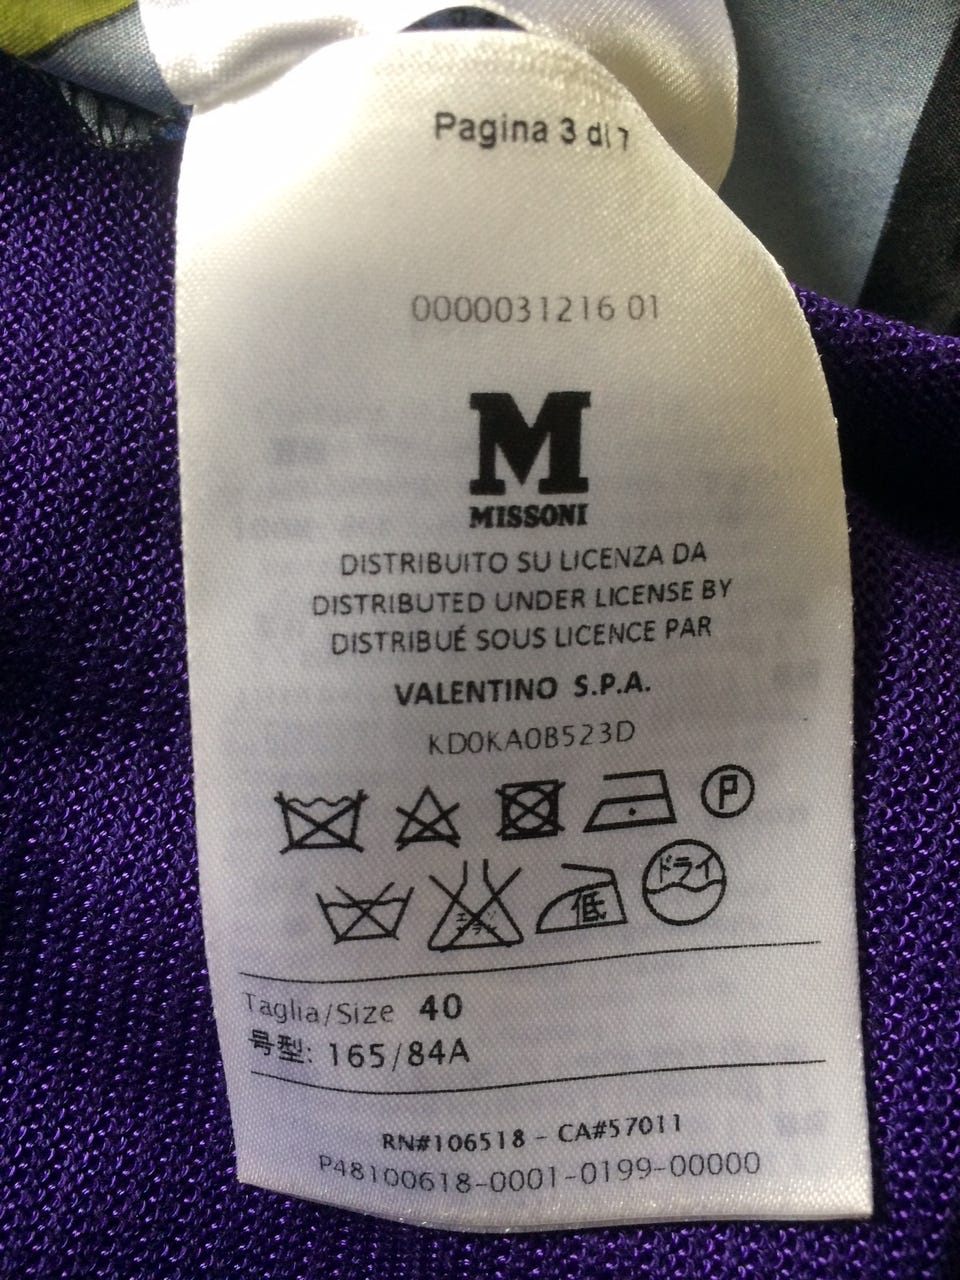 Pagina 3 di 7
0000031216 01
M
MISSONI
DISTRIBUITO SU LICENZA DA
DISTRIBUTED UNDER LICENSE BY
DISTRIBUÉ SOUS LICENCE PAR
VALENTINO S.P.A.
KD0KA0B523D
P
ドライ
低
Taglia/Size 40
号型: 165/84A
RN#106518 - CA#57011
P48100618-0001-0199-00000